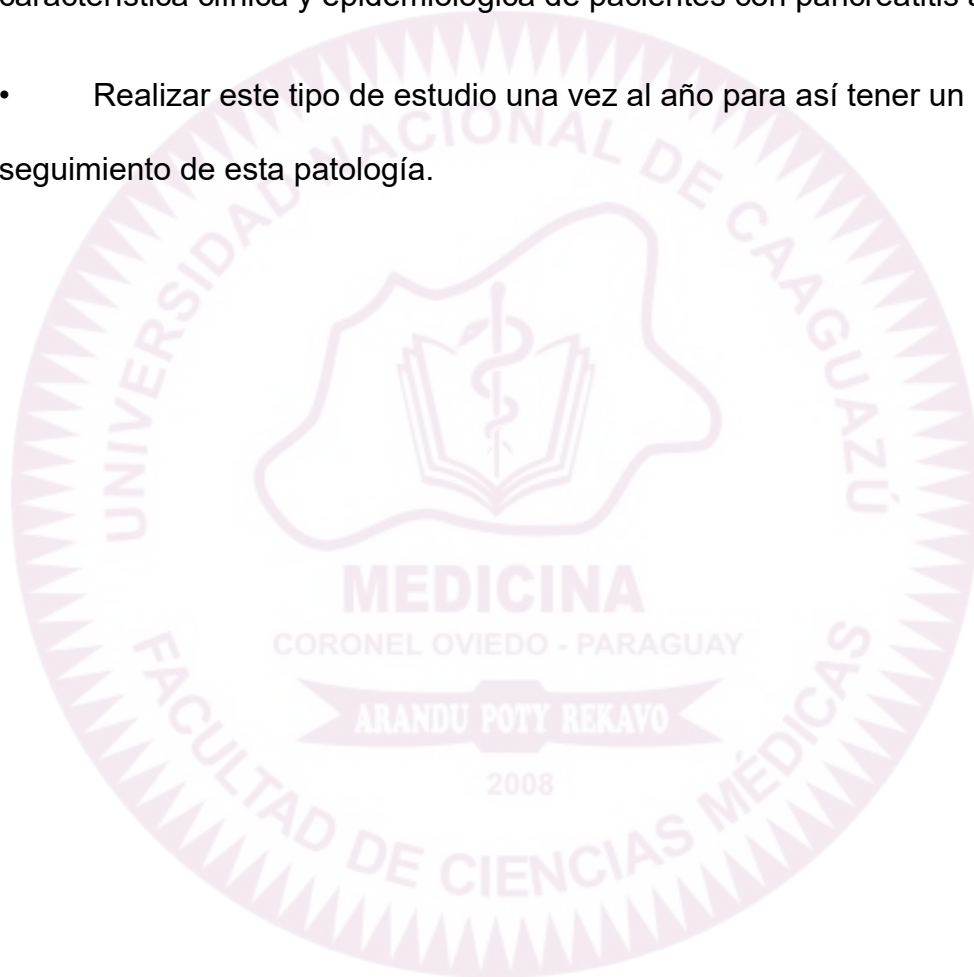 característica clínica y epidemiológica de pacientes con pancreatitis
• Realizar este tipo de estudio una vez al año para así tener un
seguimiento de esta patología.
UNIVERSIDAD NACIONAL DE CAAGUAZÚ
MEDICINA
CORONEL OVIEDO - PARAGUAY
ARANDU POTY REKAVO
2008
FACULTAD DE CIENCIAS MÉDICAS